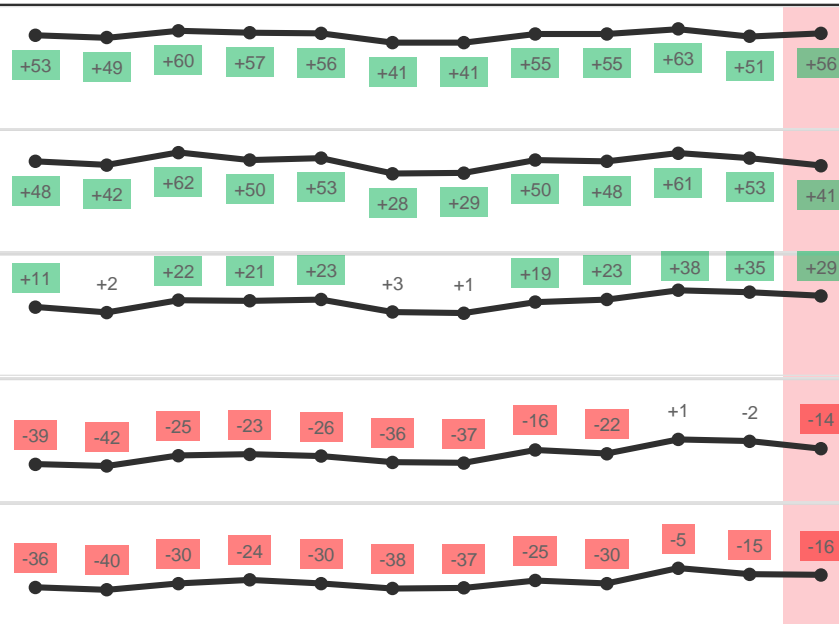 +53 +49 +60 +57 +56 +41 +41 +55 +55 +63 +51 +56
+48 +42 +62 +50 +53 +28 +29 +50 +48 +61 +53 +41
+11 +2 +22 +21 +23 +3 +1 +19 +23 +38 +35 +29
-39 -42 -25 -23 -26 -36 -37 -16 -22 +1 -2 -14
-36 -40 -30 -24 -30 -38 -37 -25 -30 -5 -15 -16